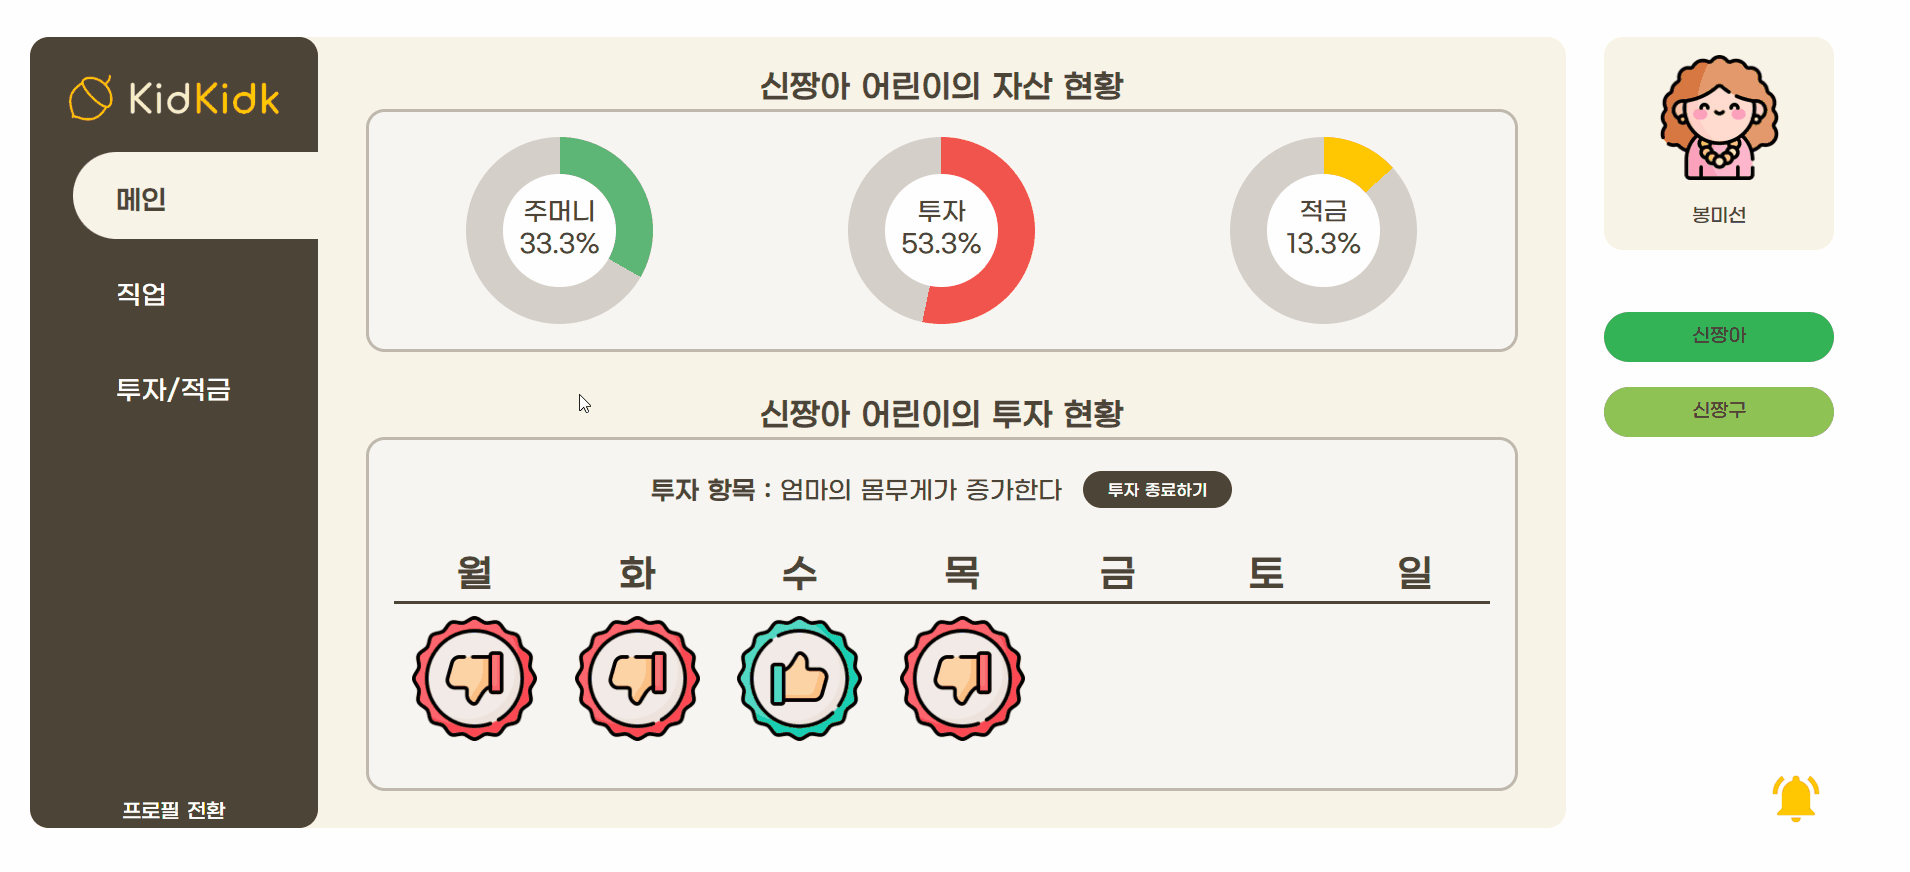 KidKidk
메인
직업
투자/적금
프로필 전환
신짱아 어린이의 자산 현황
주머니
33.3%
투자
53.3%
적금
13.3%
신짱아 어린이의 투자 현황
투자 항목 : 엄마의 몸무게가 증가한다
투자 종료하기
월 화 수 목 금 토 일
봉미선
신짱아
신짱구